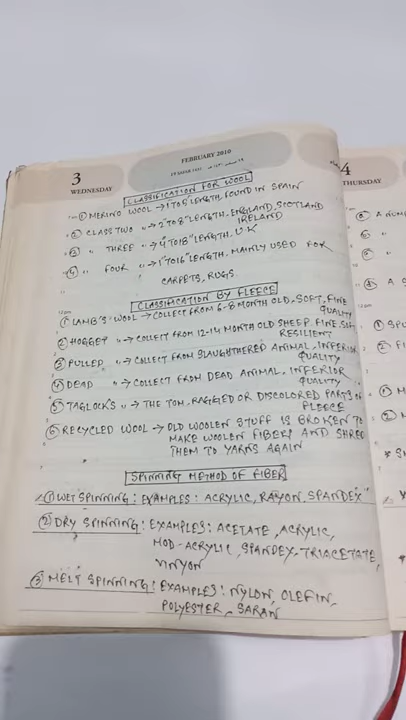 FEBRUARY 2010
3
WEDNESDAY
CLASSIFICATION FOR WOOL
① MERINO WOOL → 1 TO 5" LENGTH, FOUND IN SPAIN
② CLASS TWO " → 2" TO 8" LENGTH, ENGLAND, SCOTLAND
IRELAND
③ " THREE " → 4" TO 18" LENGTH, U.K
④ " FOUR " → 1" TO 16" LENGTH, MAINLY USED FOR
CARPETS, RUGS
CLASSIFICATION BY FLEECE
① LAMB'S WOOL → COLLECT FROM 6-8 MONTH OLD, SOFT, FINE
QUALITY
② HOGGET " → COLLECT FROM 12-14 MONTH OLD SHEEP FINE, SOFT
RESILIENT
③ PULLED " → COLLECT FROM SLAUGHTERED ANIMAL, INFERIOR
QUALITY
④ DEAD " → COLLECT FROM DEAD ANIMAL, INFERIOR
QUALITY
⑤ TAGLOCKS " → THE TORN, RAGGED OR DISCOLORED PARTS OF
FLEECE
⑥ RECYCLED WOOL → OLD WOOLEN STUFF IS BROKEN TO
MAKE WOOLEN FIBERS AND SHRED
THEM TO YARNS AGAIN
SPINNING METHOD OF FIBER
① WET SPINNING : EXAMPLES : ACRYLIC, RAYON, SPANDEX
② DRY SPINNING : EXAMPLES : ACETATE, ACRYLIC,
MOD-ACRYLIC, SPANDEX-TRIACETATE,
VINYON
③ MELT SPINNING : EXAMPLES : NYLON, OLEFIN,
POLYESTER, SARAN
4
THURSDAY